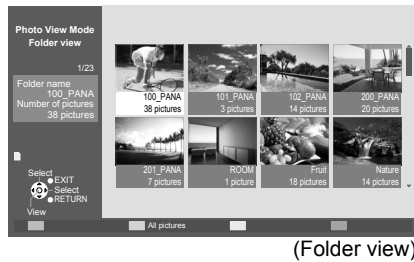 Photo View Mode
Folder view
1/23
Folder name
100_PANA
Number of pictures
38 pictures
100_PANA
38 pictures
101_PANA
3 pictures
102_PANA
14 pictures
200_PANA
20 pictures
201_PANA
7 pictures
ROOM
1 picture
Fruit
18 pictures
Nature
14 pictures
Select
EXIT
Select
RETURN
View
All pictures
(Folder view)